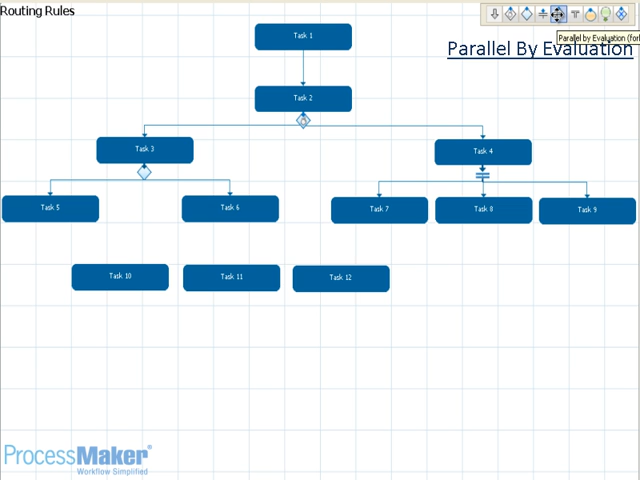 Routing Rules
Parallel by Evaluation (fork
Parallel By Evaluation
Task 1
Task 2
Task 3
Task 4
Task 5
Task 6
Task 7
Task 8
Task 9
Task 10
Task 11
Task 12
ProcessMaker®
Workflow Simplified